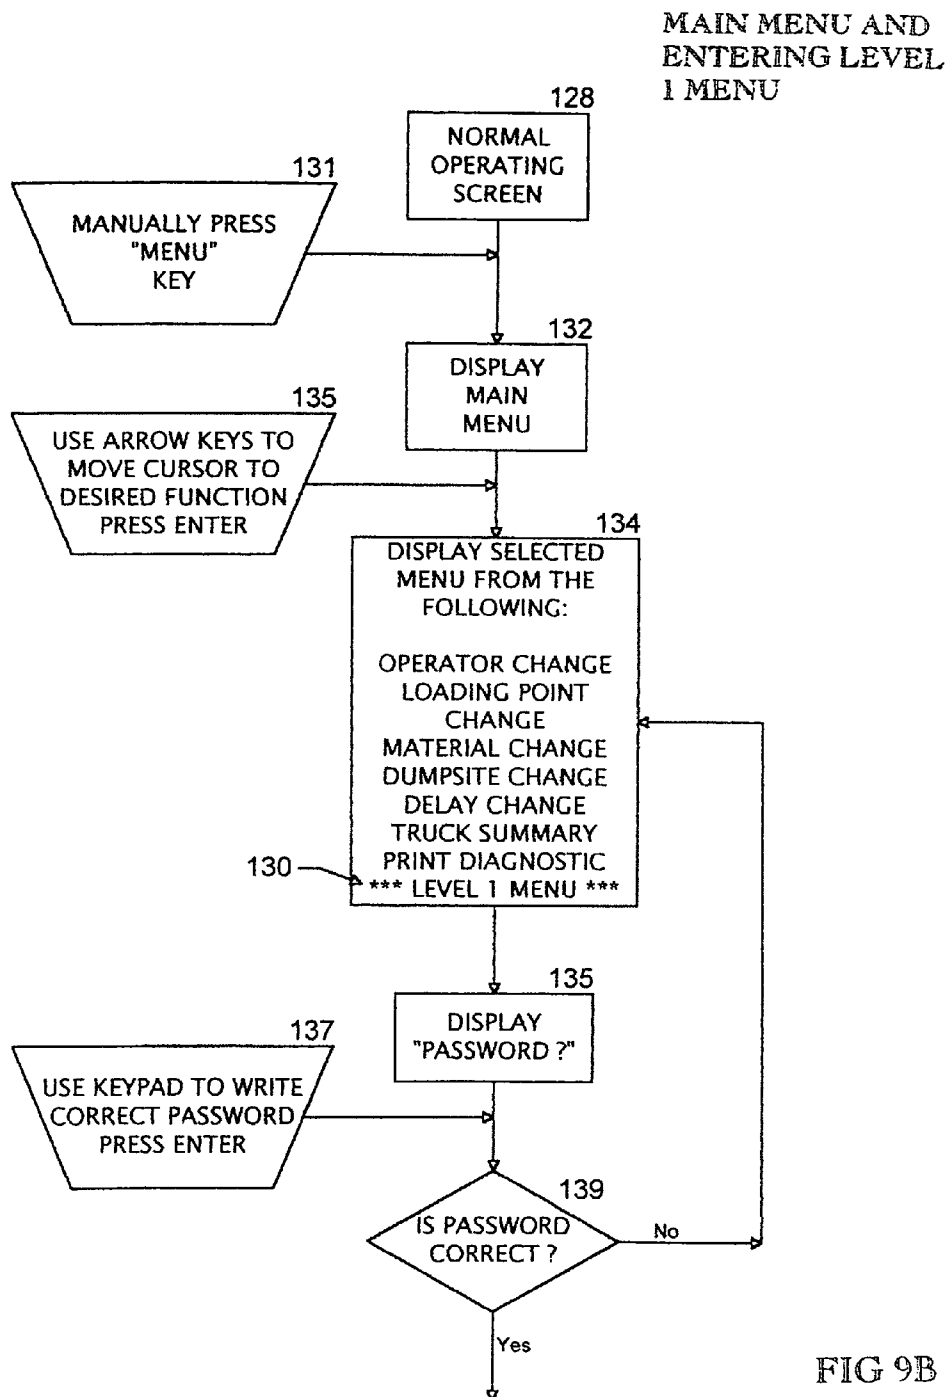 MAIN MENU AND
ENTERING LEVEL
1 MENU
128
NORMAL
OPERATING
SCREEN
131
MANUALLY PRESS
"MENU"
KEY
132
DISPLAY
MAIN
MENU
135
USE ARROW KEYS TO
MOVE CURSOR TO
DESIRED FUNCTION
PRESS ENTER
134
DISPLAY SELECTED
MENU FROM THE
FOLLOWING:
OPERATOR CHANGE
LOADING POINT
CHANGE
MATERIAL CHANGE
DUMPSITE CHANGE
DELAY CHANGE
TRUCK SUMMARY
PRINT DIAGNOSTIC
130
*** LEVEL 1 MENU ***
135
DISPLAY
"PASSWORD ?"
137
USE KEYPAD TO WRITE
CORRECT PASSWORD
PRESS ENTER
139
IS PASSWORD
CORRECT ?
No
Yes
FIG 9B